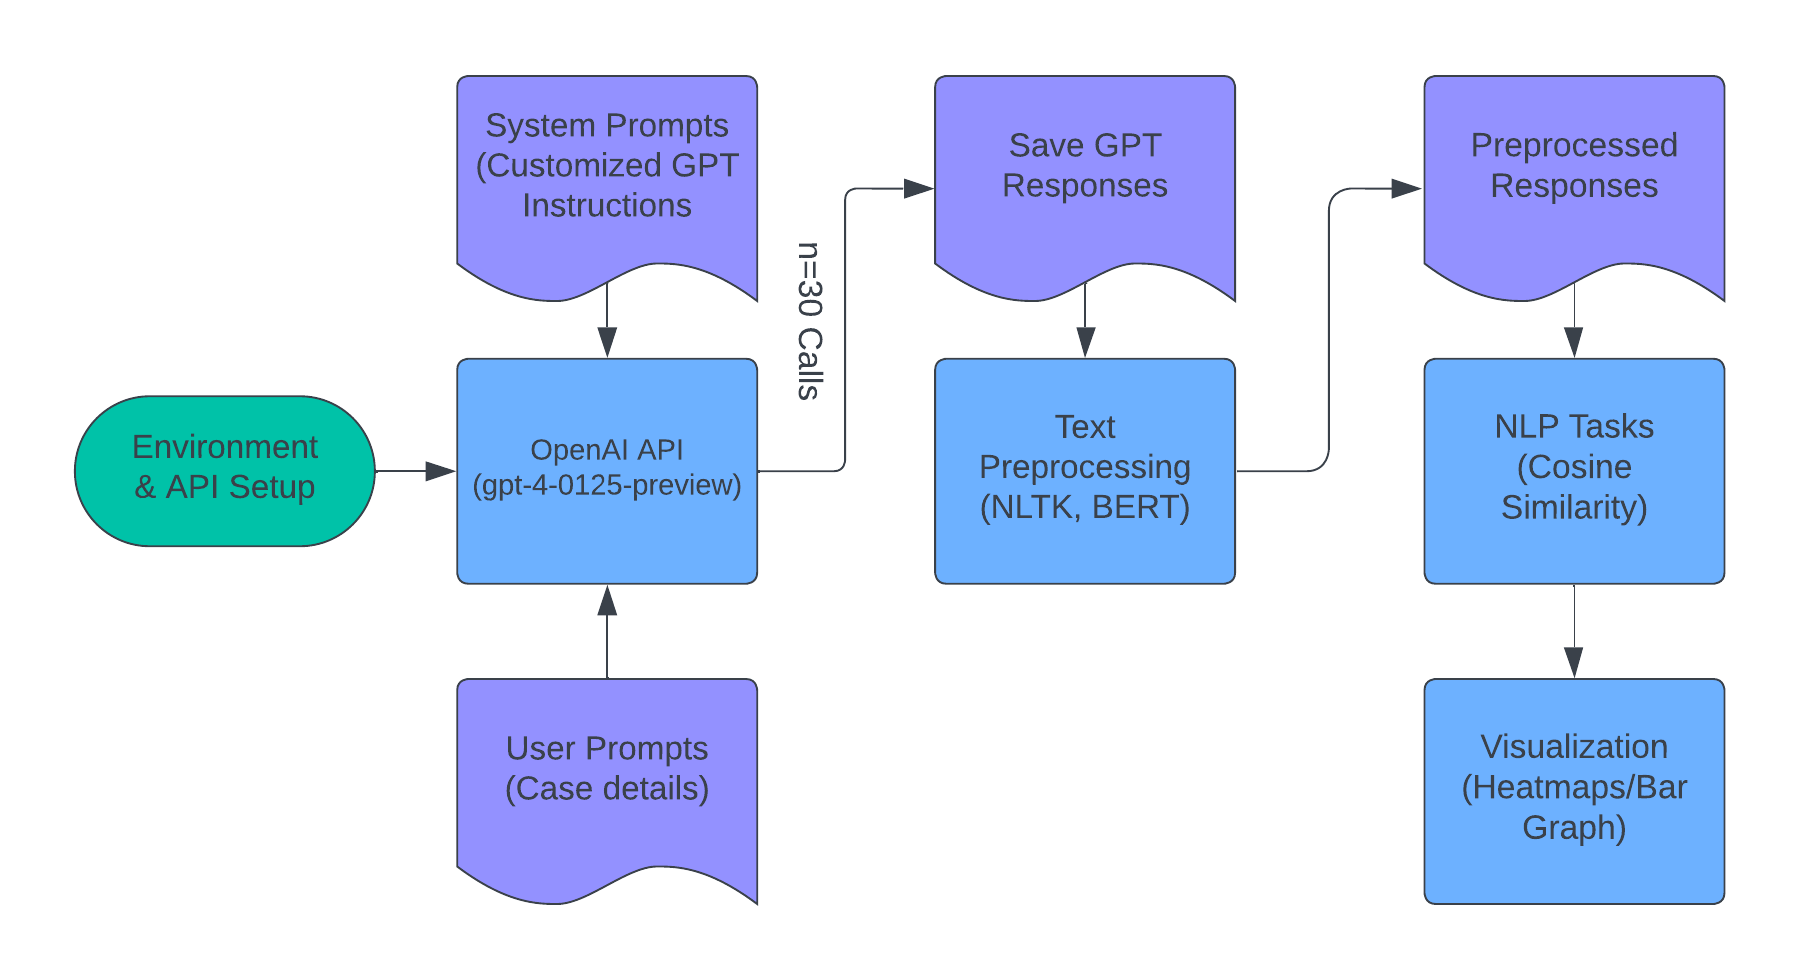 System Prompts
(Customized GPT
Instructions
Save GPT
Responses
Preprocessed
Responses
n=30 Calls
Environment
& API Setup
OpenAI API
(gpt-4-0125-preview)
Text
Preprocessing
(NLTK, BERT)
NLP Tasks
(Cosine
Similarity)
User Prompts
(Case details)
Visualization
(Heatmaps/Bar
Graph)